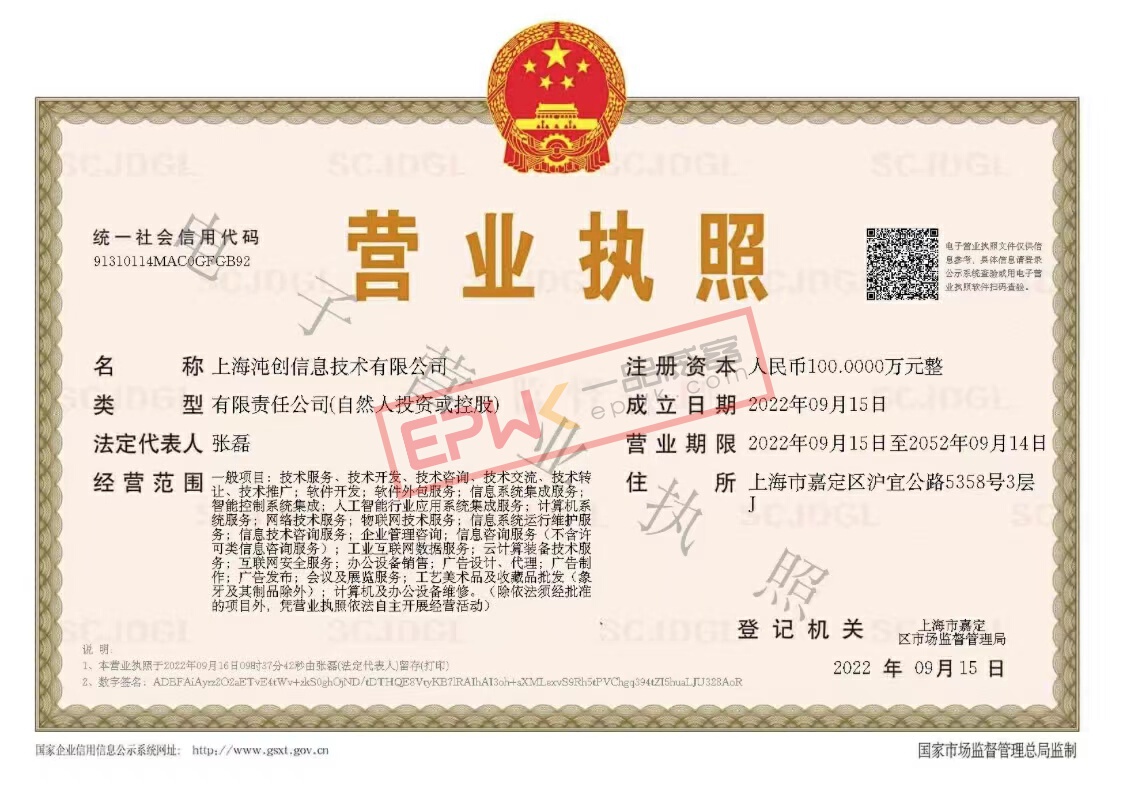 营业执照
统一社会信用代码
91310114MAC0GFGB92
电子营业执照文件仅供信
息参考，具体信息请登录
公示系统查验或用电子营
业执照软件扫码查验。
名称 上海沌创信息技术有限公司
类型 有限责任公司(自然人投资或控股)
法定代表人 张磊
经营范围 一般项目：技术服务、技术开发、技术咨询、技术交流、技术转
让、技术推广；软件开发；软件外包服务；信息系统集成服务；
智能控制系统集成；人工智能行业应用系统集成服务；计算机系
统服务；网络技术服务；物联网技术服务；信息系统运行维护服
务；信息技术咨询服务；企业管理咨询；信息咨询服务（不含许
可类信息咨询服务）；工业互联网数据服务；云计算装备技术服
务；互联网安全服务；办公设备销售；广告设计、代理；广告制
作；广告发布；会议及展览服务；工艺美术品及收藏品批发（象
牙及其制品除外）；计算机及办公设备维修。（除依法须经批准
的项目外，凭营业执照依法自主开展经营活动）
注册资本 人民币100.0000万元整
成立日期 2022年09月15日
营业期限 2022年09月15日至2052年09月14日
住所 上海市嘉定区沪宜公路5358号3层
J
登记机关 上海市嘉定
区市场监督管理局
2022 年 09月 15 日
说明:
1、本营业执照于2022年09月16日09时37分42秒由张磊(法定代表人)留存(打印)
2、数字签名：
国家企业信用信息公示系统网址： http://www.gsxt.gov.cn
国家市场监督管理总局监制
电子营业执照
EPWK 一品威客
epwk.com
SCJDGL